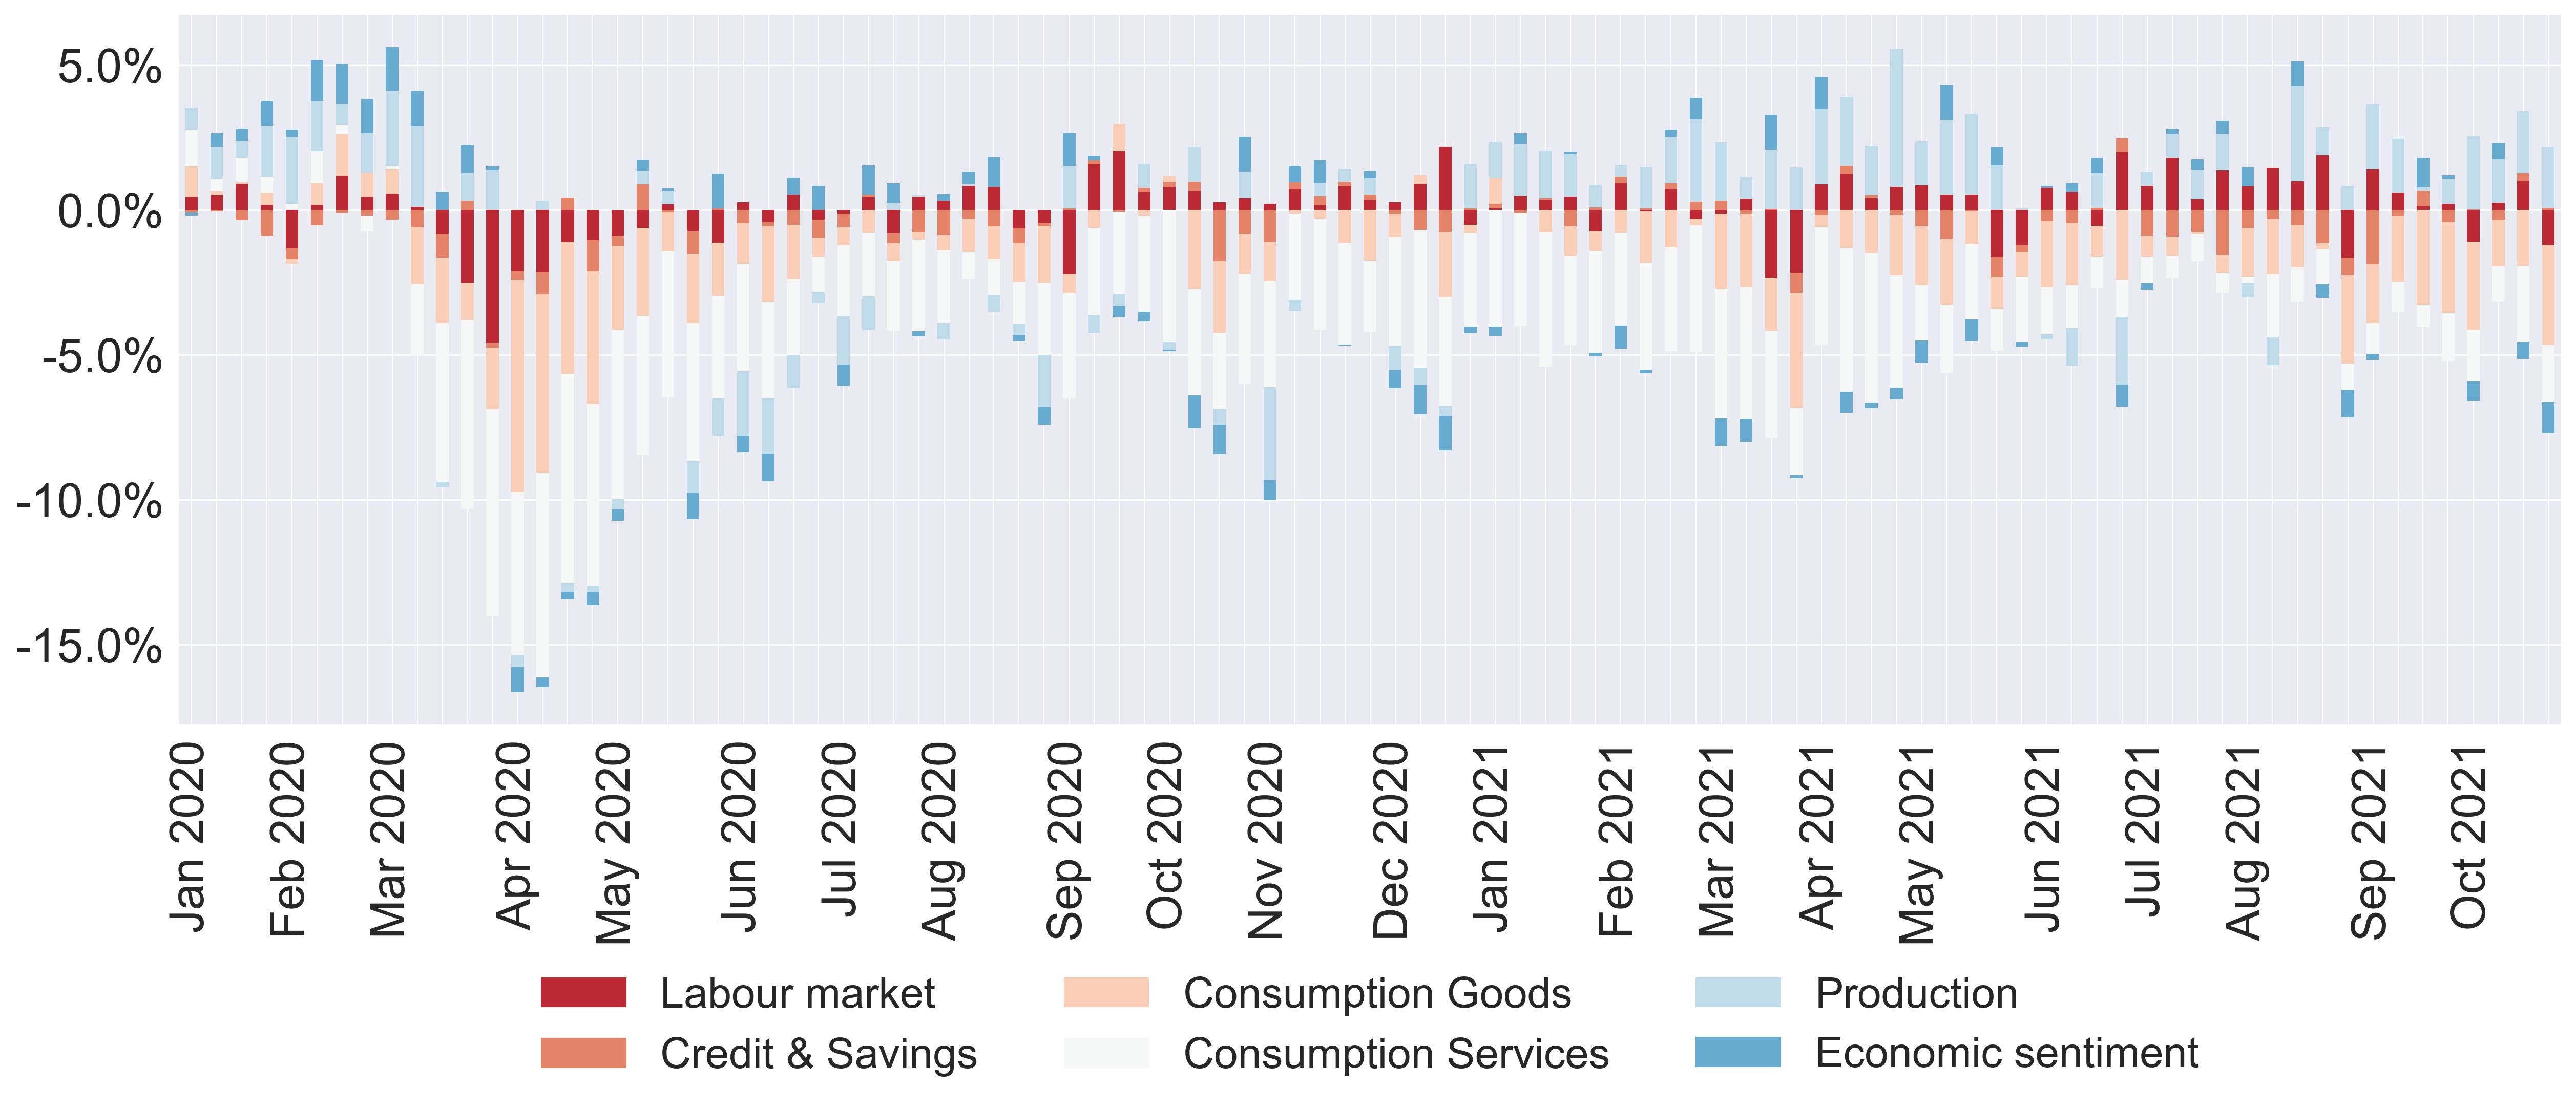 5.0%
0.0%
-5.0%
-10.0%
-15.0%
Jan 2020
Feb 2020
Mar 2020
Apr 2020
May 2020
Jun 2020
Jul 2020
Aug 2020
Sep 2020
Oct 2020
Nov 2020
Dec 2020
Jan 2021
Feb 2021
Mar 2021
Apr 2021
May 2021
Jun 2021
Jul 2021
Aug 2021
Sep 2021
Oct 2021
Labour market
Consumption Goods
Production
Credit & Savings
Consumption Services
Economic sentiment